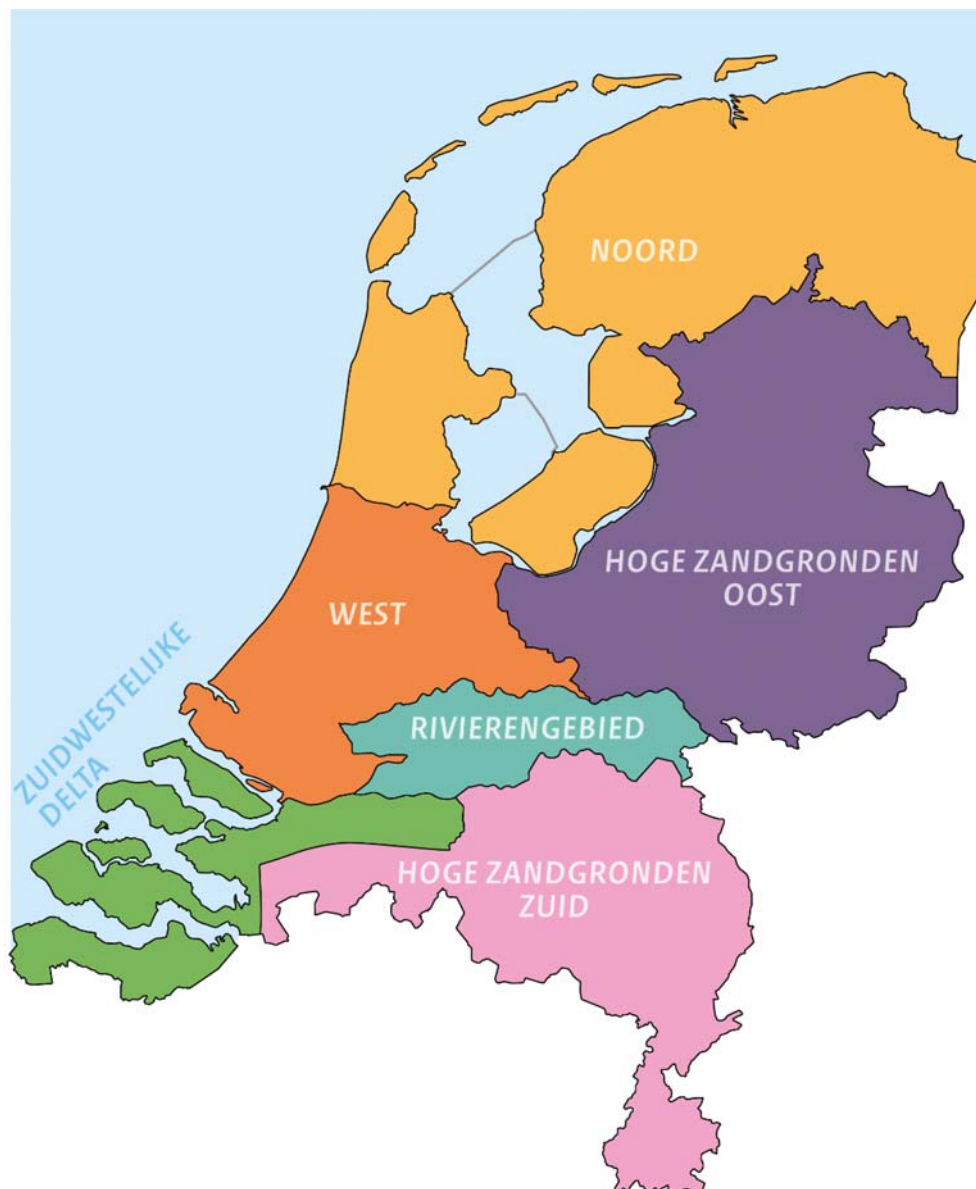 NOORD
HOGE ZANDGRONDEN
OOST
WEST
ZUIDWESTELIJKE
DELTA
RIVIERENGEBIED
HOGE ZANDGRONDEN
ZUID